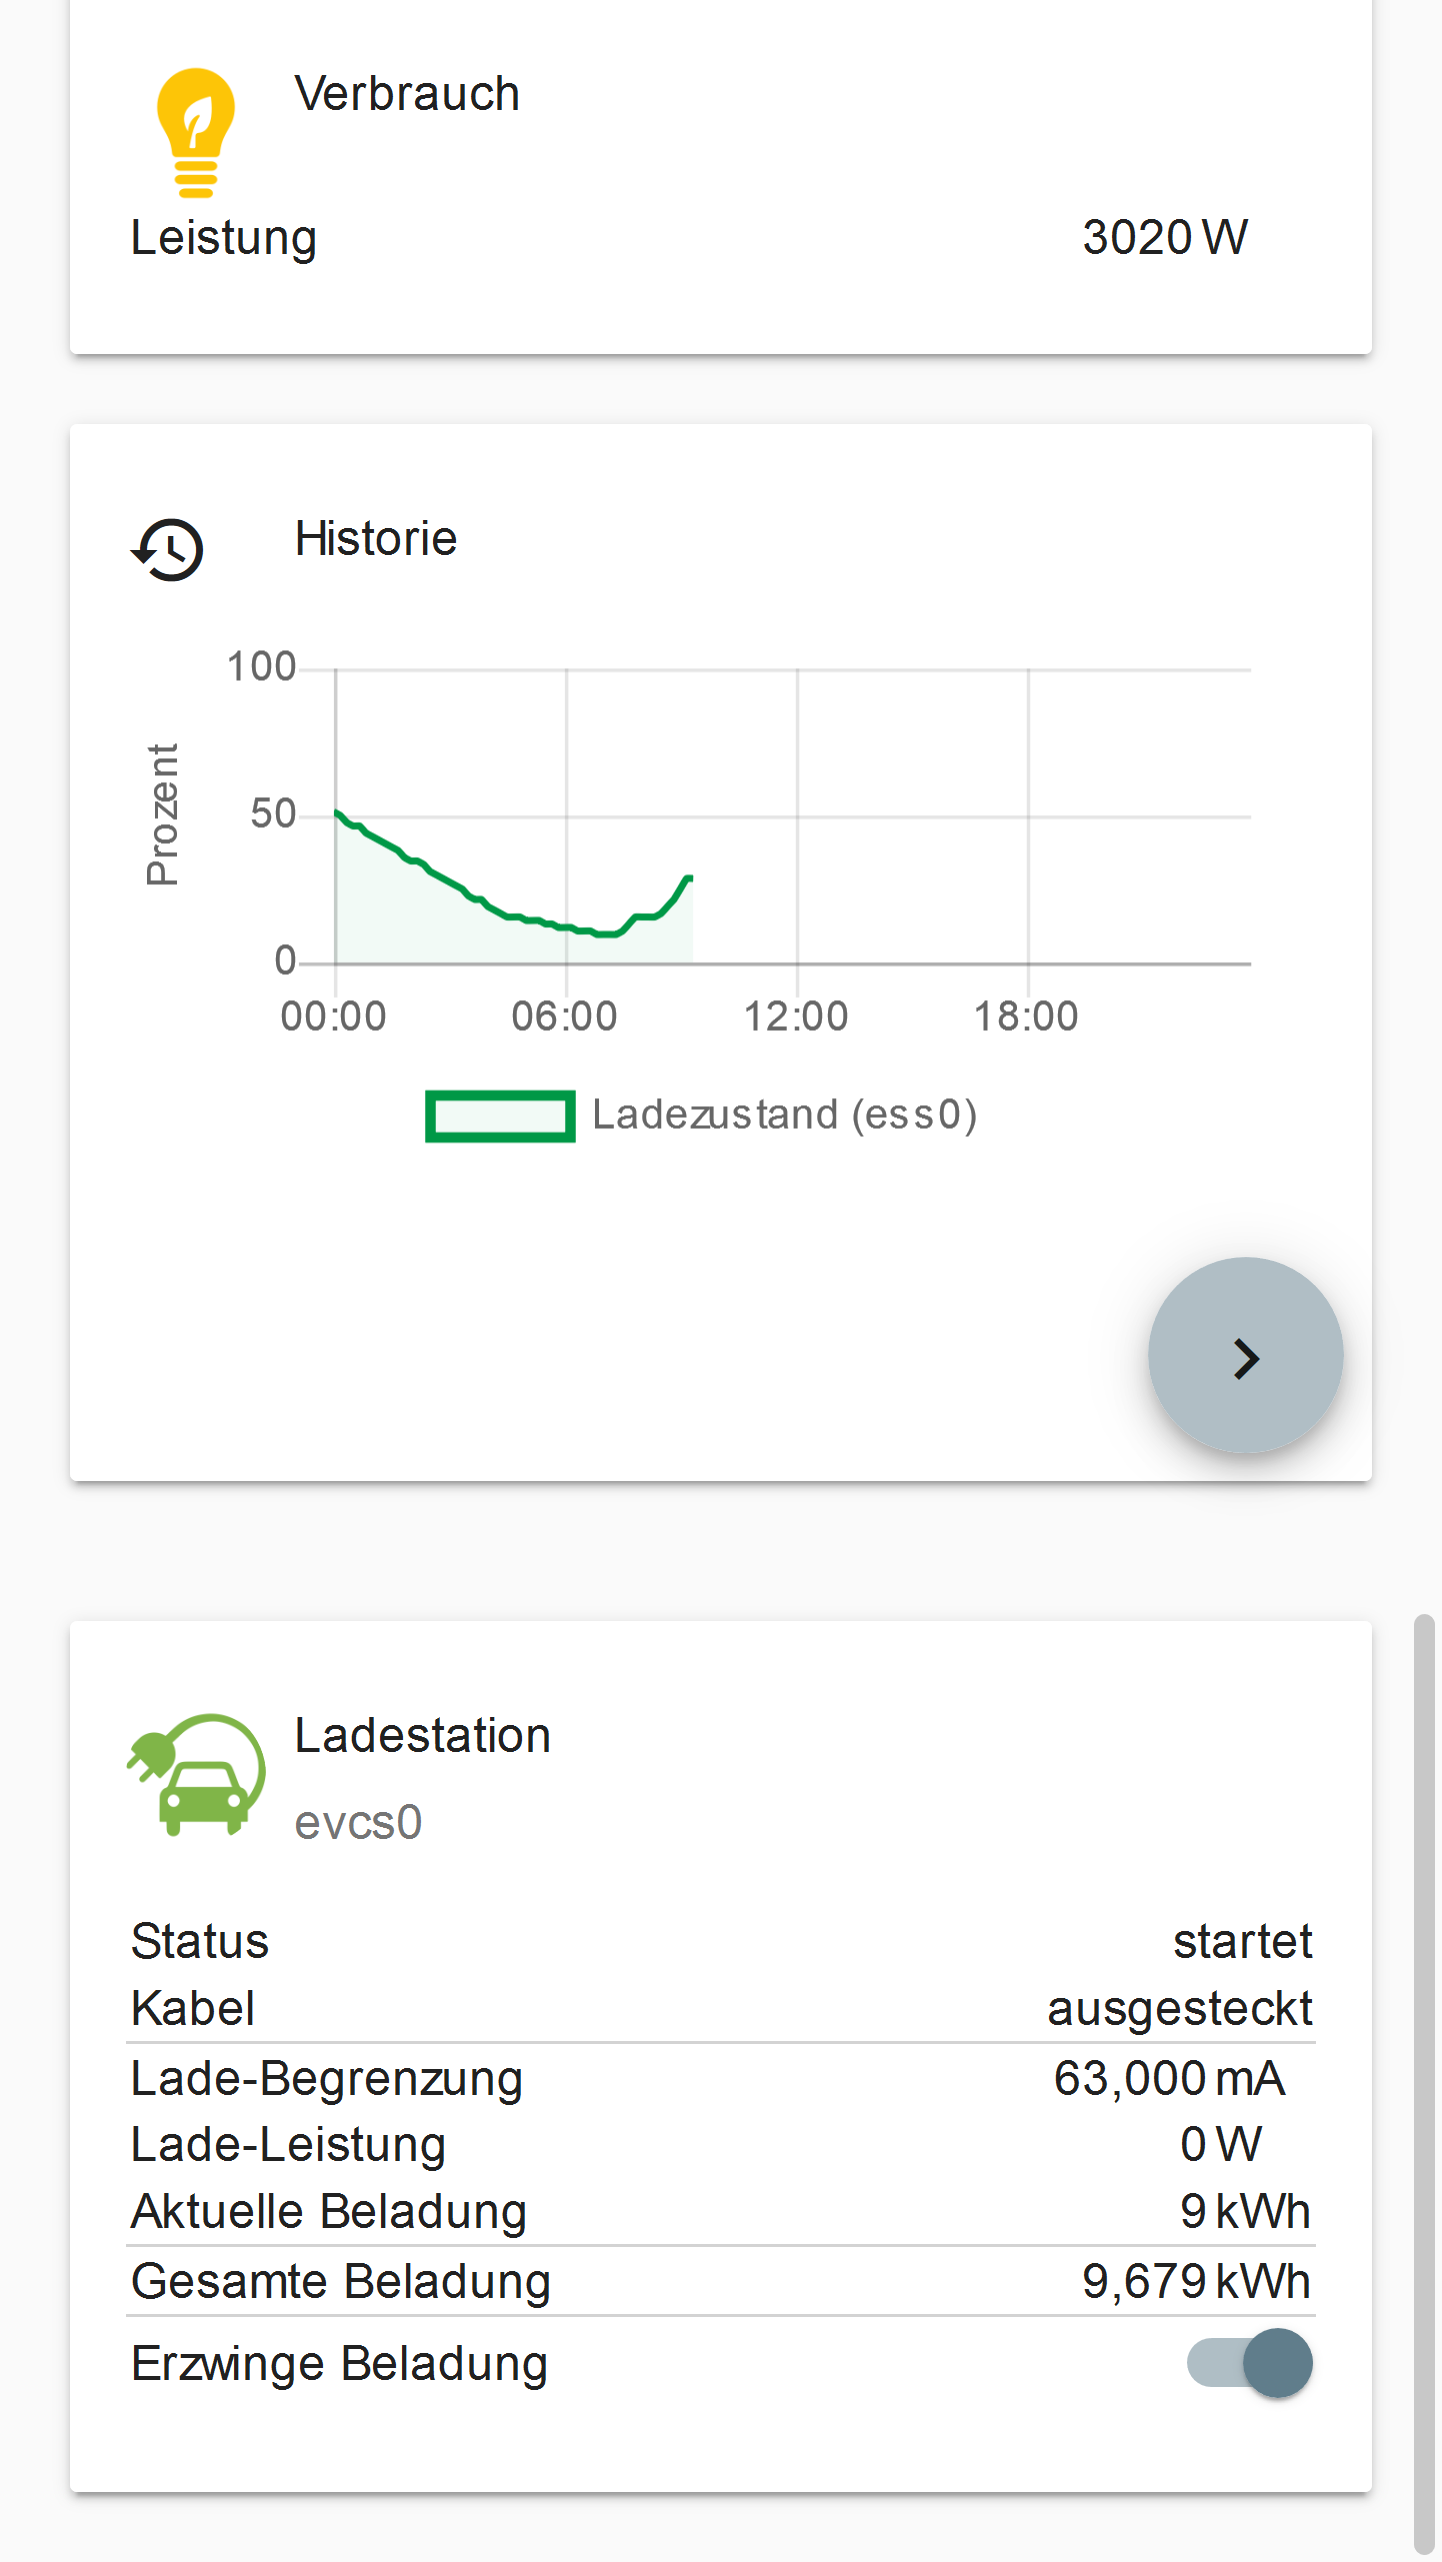 Verbrauch
Leistung 3020 W
Historie
Prozent
100
50
0
00:00 06:00 12:00 18:00
Ladezustand (ess0)
Ladestation
evcs0
Status startet
Kabel ausgesteckt
Lade-Begrenzung 63,000 mA
Lade-Leistung 0 W
Aktuelle Beladung 9 kWh
Gesamte Beladung 9,679 kWh
Erzwinge Beladung